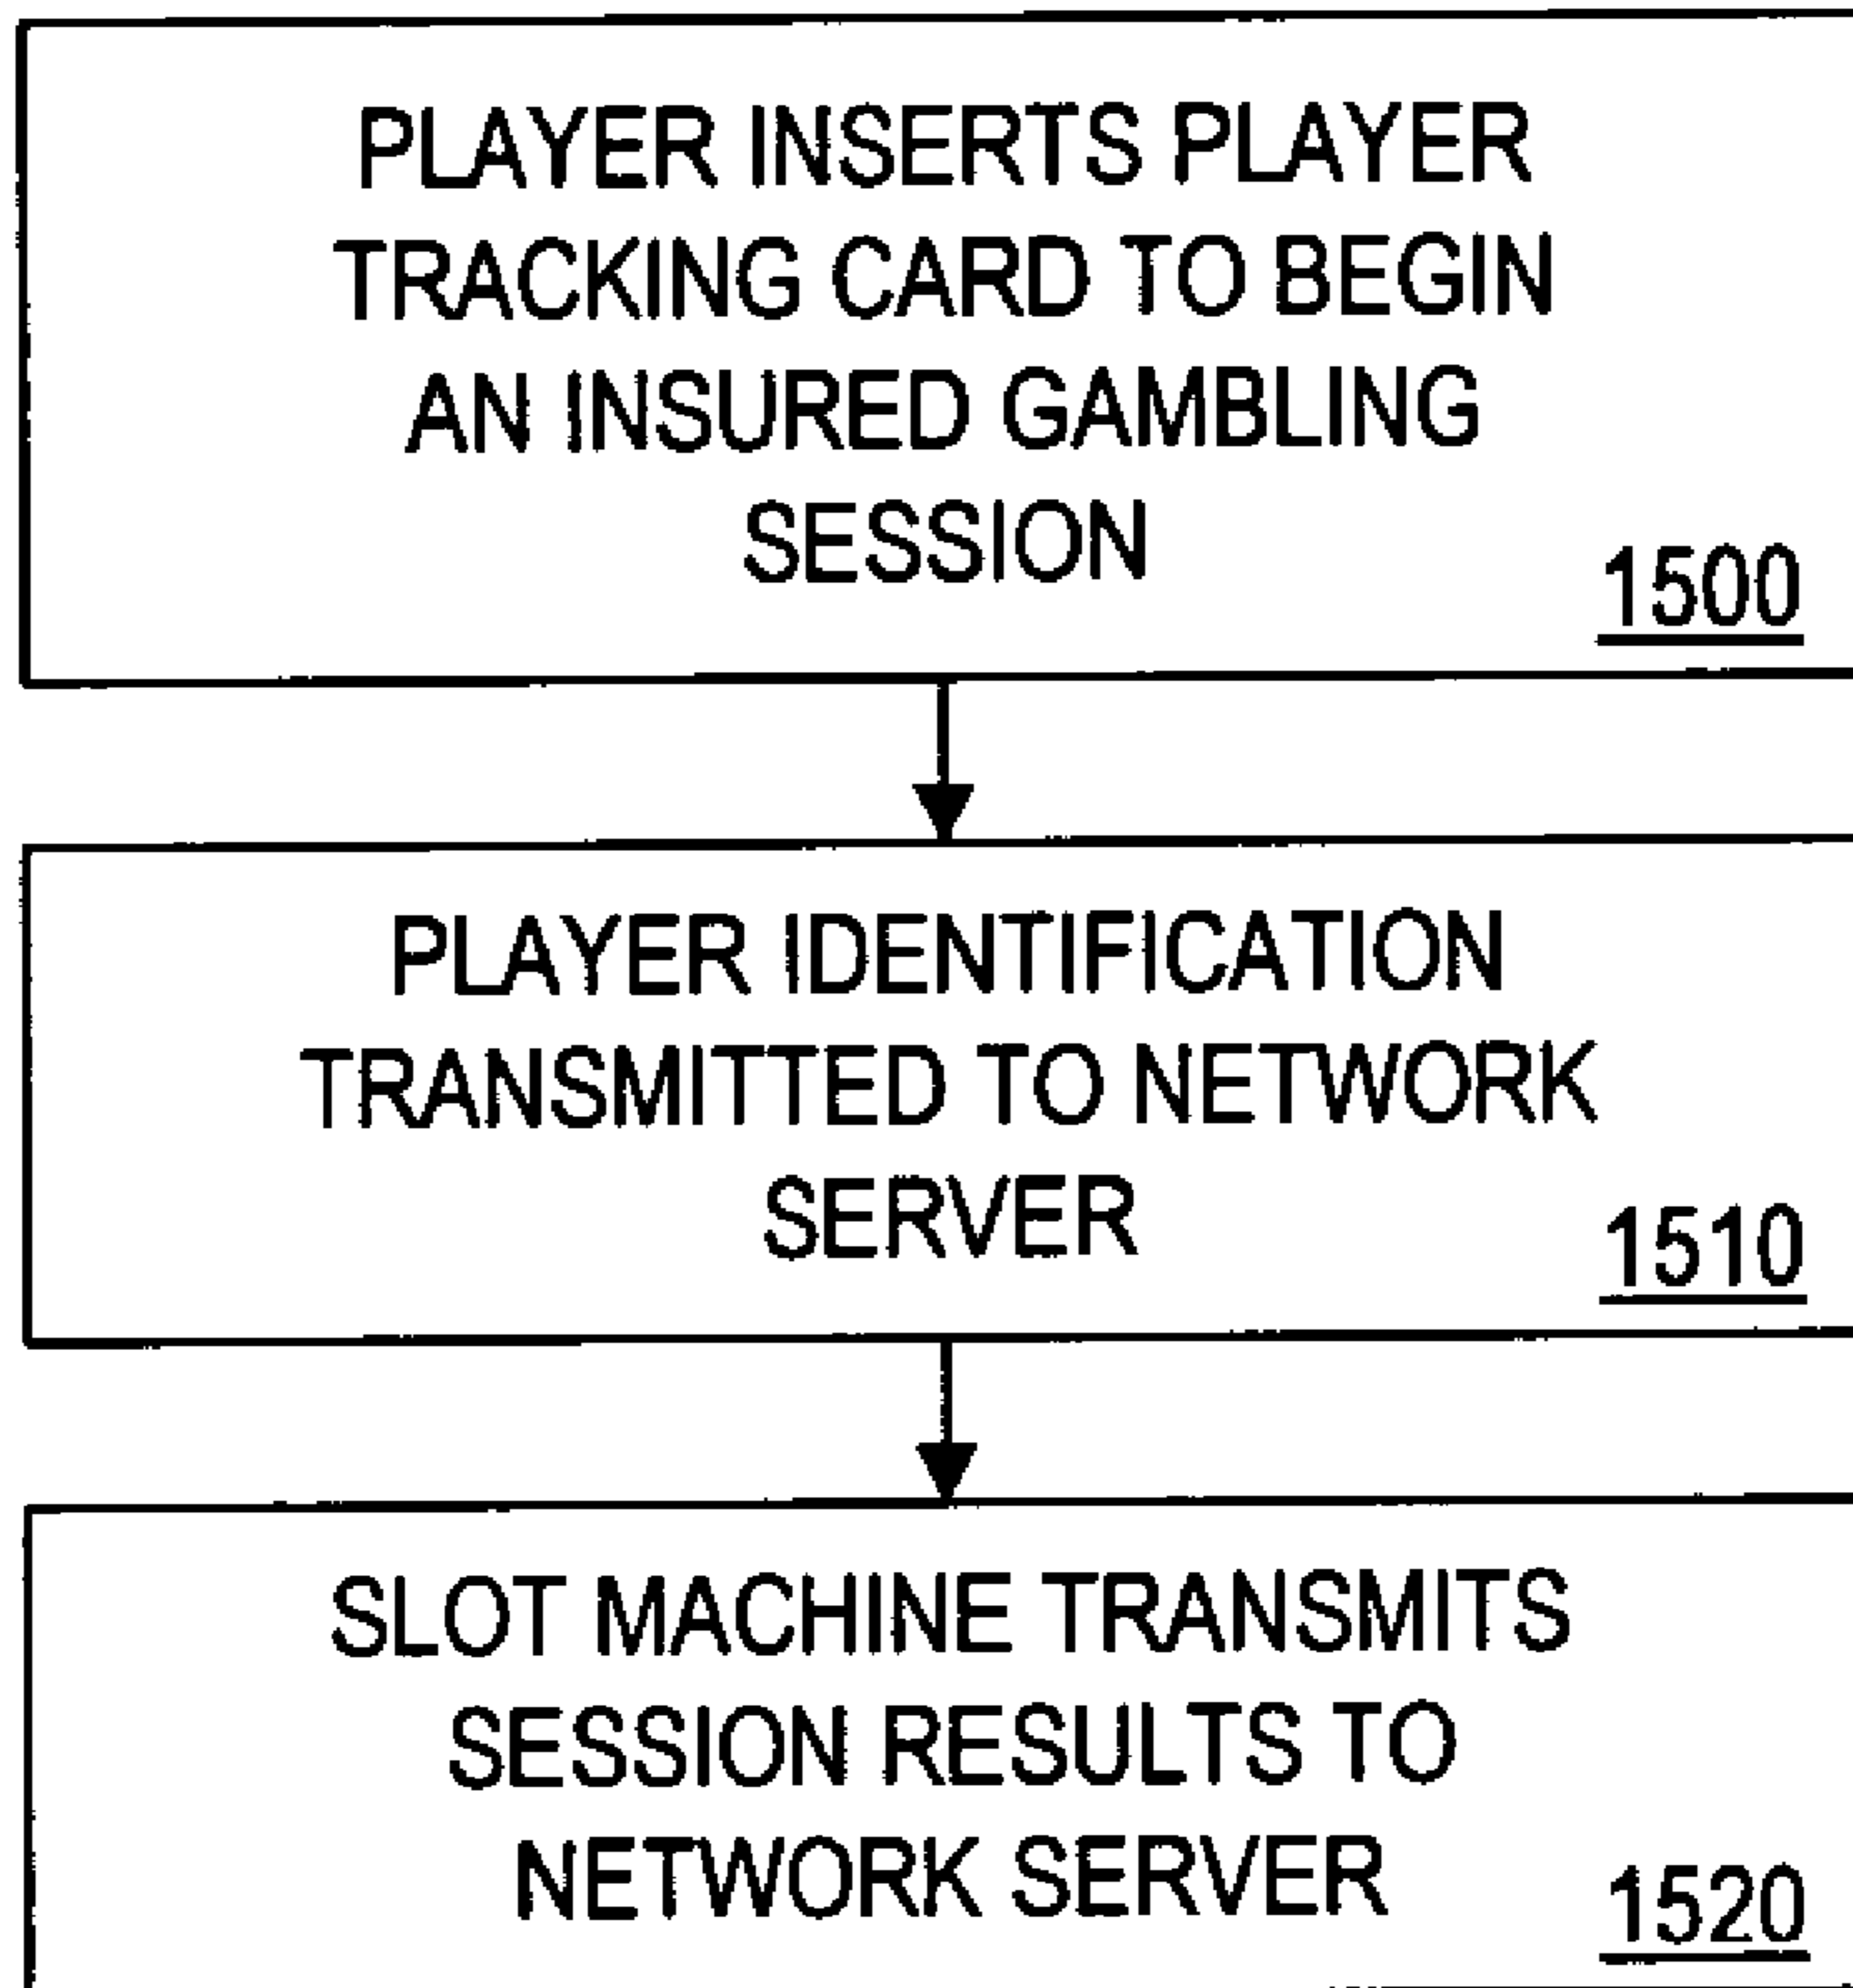 PLAYER INSERTS PLAYER
TRACKING CARD TO BEGIN
AN INSURED GAMBLING
SESSION
1500
PLAYER IDENTIFICATION
TRANSMITTED TO NETWORK
SERVER
1510
SLOT MACHINE TRANSMITS
SESSION RESULTS TO
NETWORK SERVER
1520